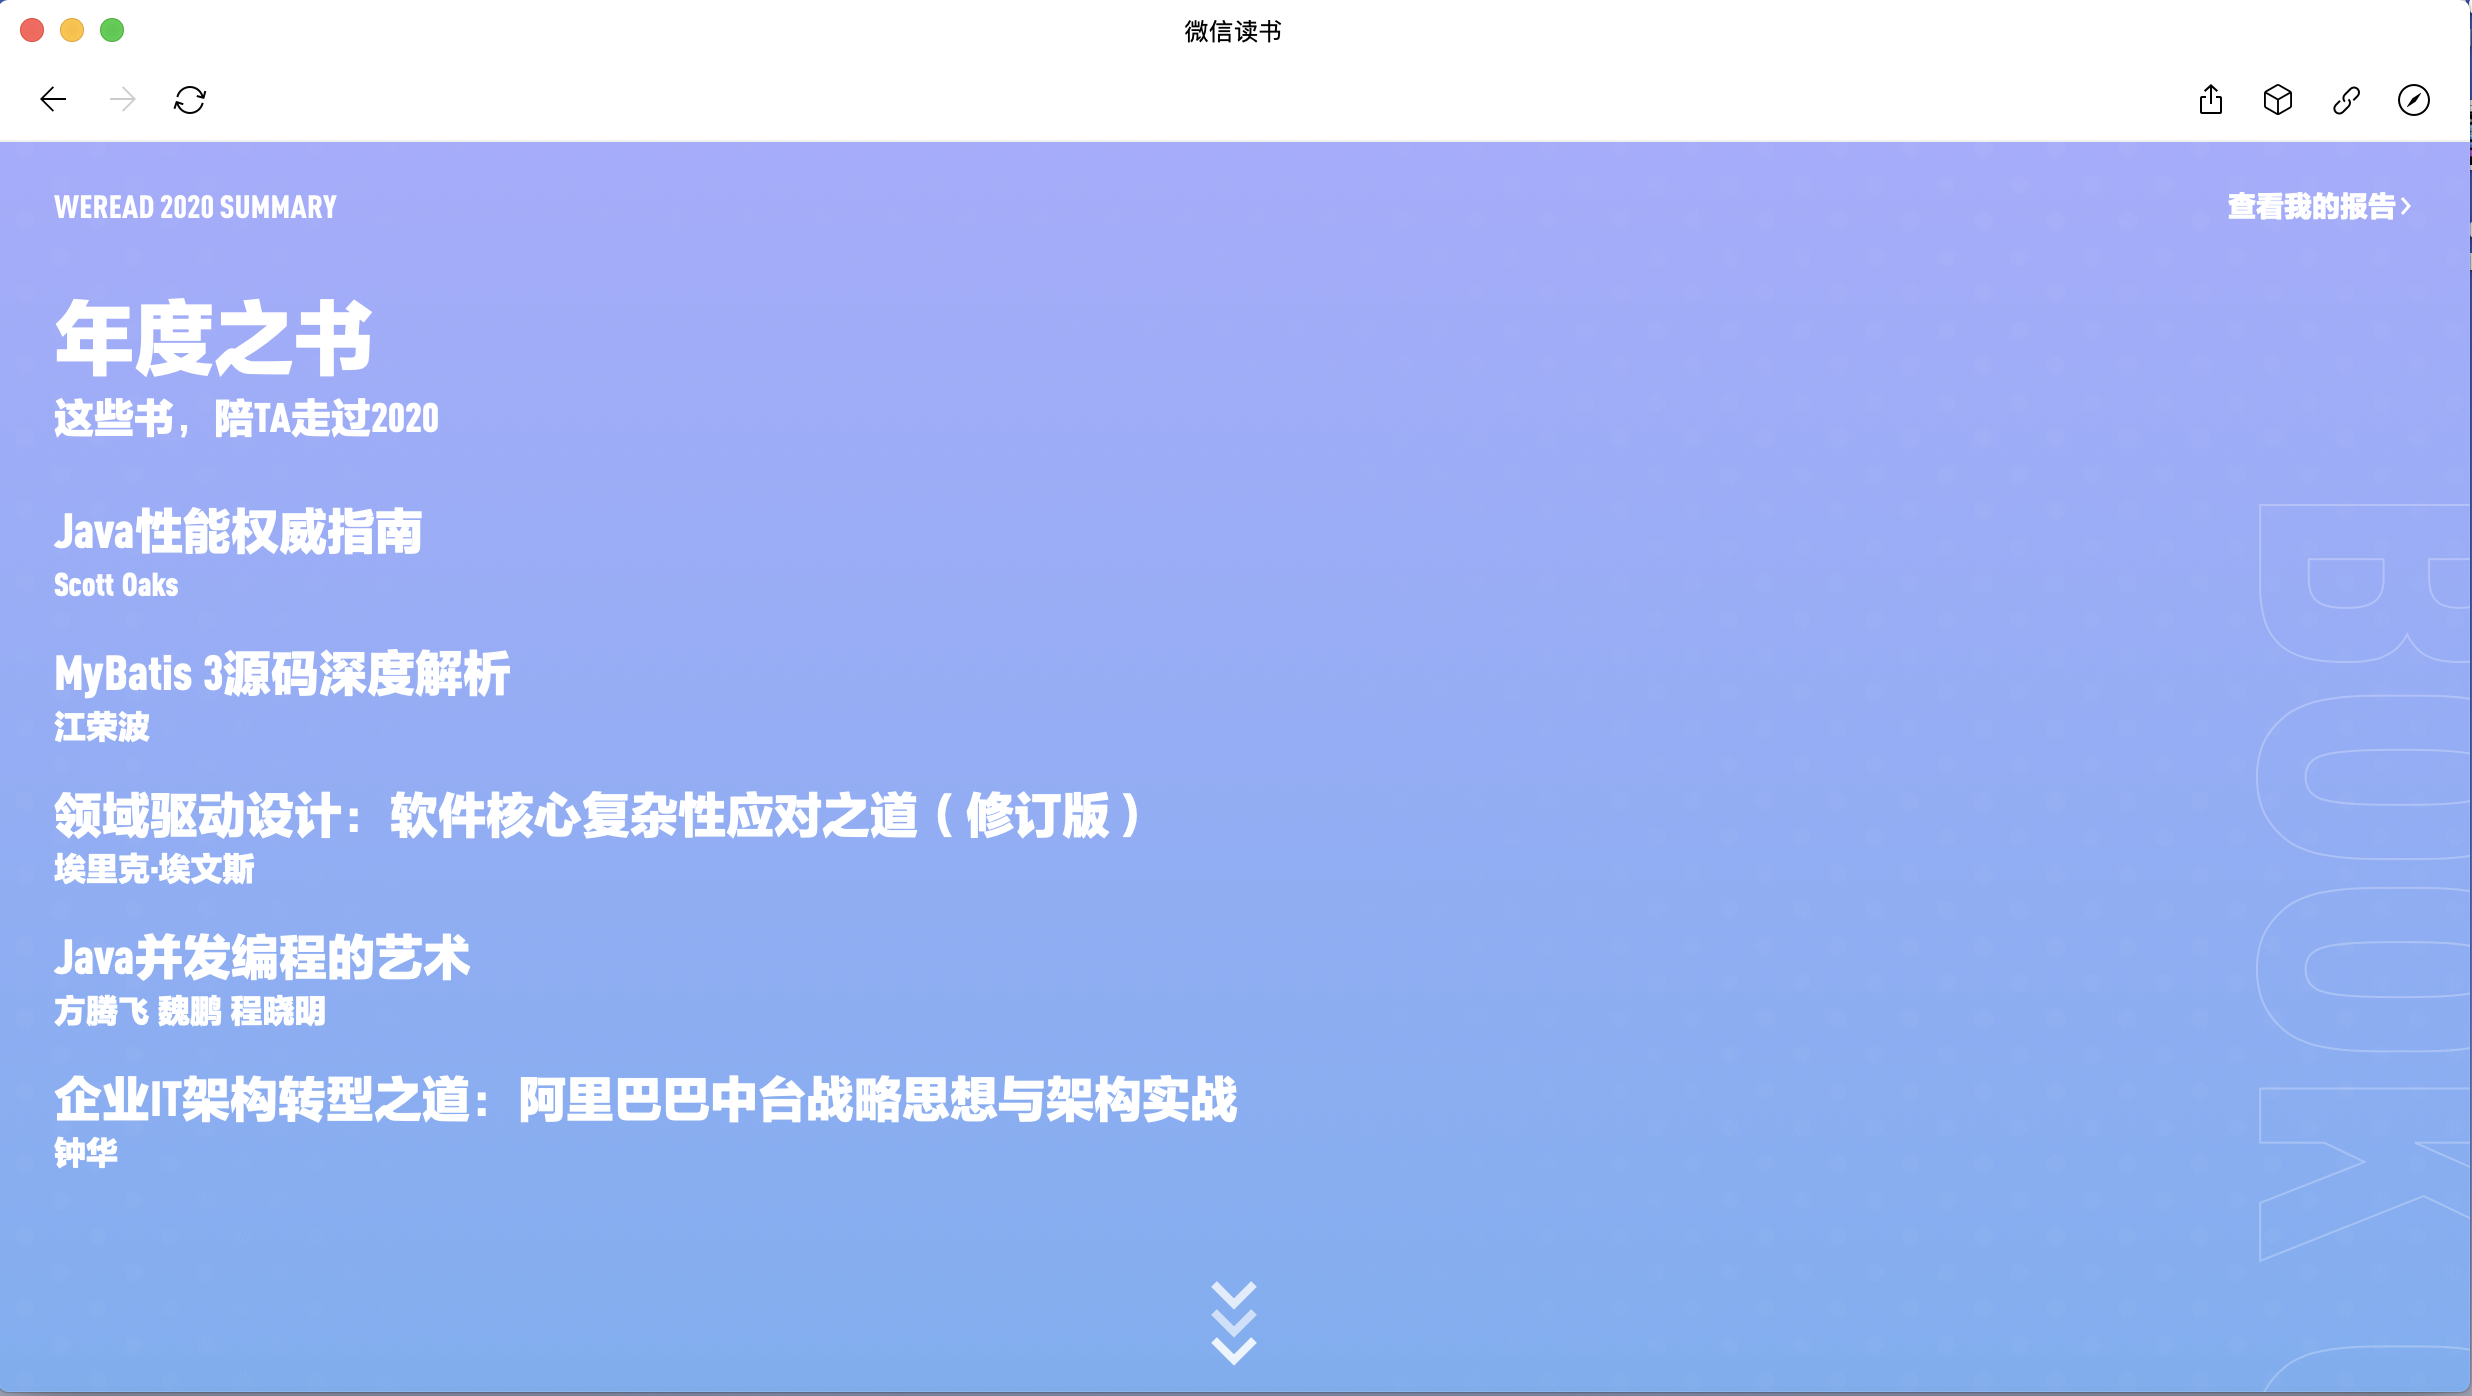 微信读书
WEREAD 2020 SUMMARY
查看我的报告
年度之书
这些书，陪TA走过2020
Java性能权威指南
Scott Oaks
MyBatis 3源码深度解析
江荣波
领域驱动设计：软件核心复杂性应对之道（修订版）
埃里克·埃文斯
Java并发编程的艺术
方腾飞 魏鹏 程晓明
企业IT架构转型之道：阿里巴巴中台战略思想与架构实战
钟华
BOOK